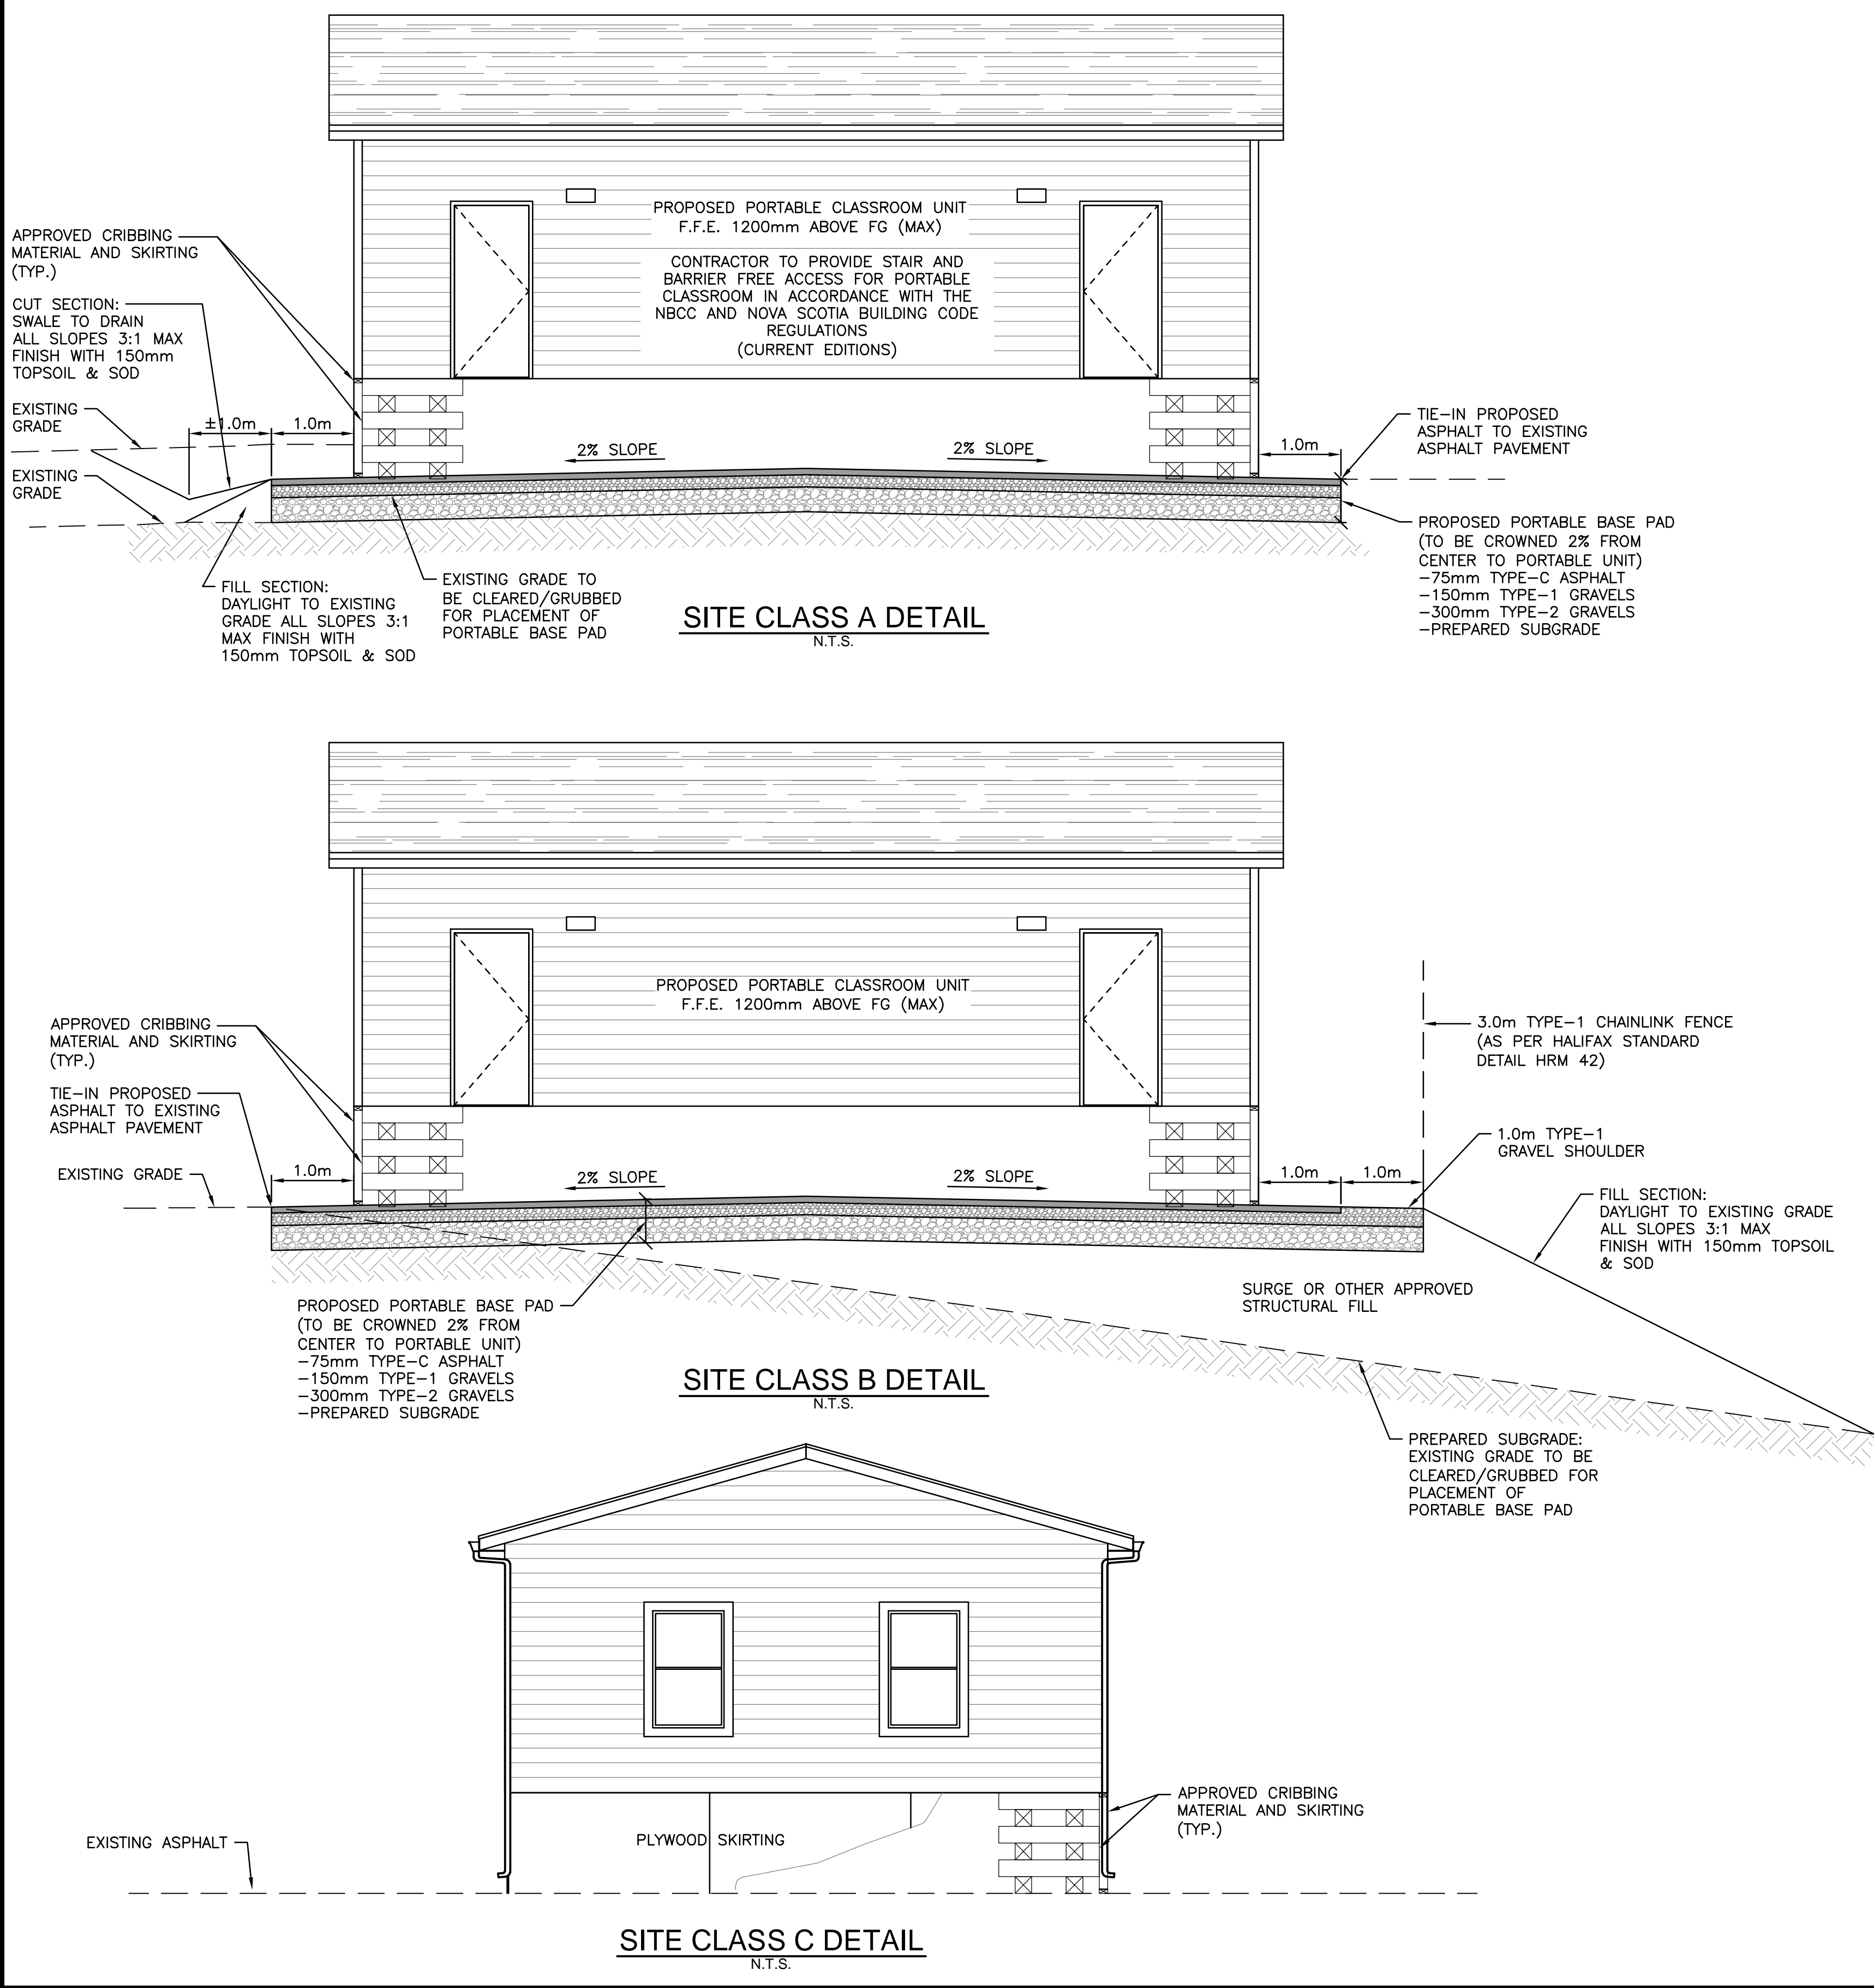 PROPOSED PORTABLE CLASSROOM UNIT
F.F.E. 1200mm ABOVE FG (MAX)
CONTRACTOR TO PROVIDE STAIR AND
BARRIER FREE ACCESS FOR PORTABLE
CLASSROOM IN ACCORDANCE WITH THE
NBCC AND NOVA SCOTIA BUILDING CODE
REGULATIONS
(CURRENT EDITIONS)
APPROVED CRIBBING
MATERIAL AND SKIRTING
(TYP.)
CUT SECTION:
SWALE TO DRAIN
ALL SLOPES 3:1 MAX
FINISH WITH 150mm
TOPSOIL & SOD
EXISTING
GRADE
±1.0m
1.0m
EXISTING
GRADE
2% SLOPE
2% SLOPE
1.0m
TIE-IN PROPOSED
ASPHALT TO EXISTING
ASPHALT PAVEMENT
PROPOSED PORTABLE BASE PAD
(TO BE CROWNED 2% FROM
CENTER TO PORTABLE UNIT)
-75mm TYPE-C ASPHALT
-150mm TYPE-1 GRAVELS
-300mm TYPE-2 GRAVELS
-PREPARED SUBGRADE
FILL SECTION:
DAYLIGHT TO EXISTING
GRADE ALL SLOPES 3:1
MAX FINISH WITH
150mm TOPSOIL & SOD
EXISTING GRADE TO
BE CLEARED/GRUBBED
FOR PLACEMENT OF
PORTABLE BASE PAD
SITE CLASS A DETAIL
N.T.S.
PROPOSED PORTABLE CLASSROOM UNIT
F.F.E. 1200mm ABOVE FG (MAX)
APPROVED CRIBBING
MATERIAL AND SKIRTING
(TYP.)
TIE-IN PROPOSED
ASPHALT TO EXISTING
ASPHALT PAVEMENT
EXISTING GRADE
1.0m
2% SLOPE
2% SLOPE
1.0m
1.0m
3.0m TYPE-1 CHAINLINK FENCE
(AS PER HALIFAX STANDARD
DETAIL HRM 42)
1.0m TYPE-1
GRAVEL SHOULDER
FILL SECTION:
DAYLIGHT TO EXISTING GRADE
ALL SLOPES 3:1 MAX
FINISH WITH 150mm TOPSOIL
& SOD
SURGE OR OTHER APPROVED
STRUCTURAL FILL
PROPOSED PORTABLE BASE PAD
(TO BE CROWNED 2% FROM
CENTER TO PORTABLE UNIT)
-75mm TYPE-C ASPHALT
-150mm TYPE-1 GRAVELS
-300mm TYPE-2 GRAVELS
-PREPARED SUBGRADE
SITE CLASS B DETAIL
N.T.S.
PREPARED SUBGRADE:
EXISTING GRADE TO BE
CLEARED/GRUBBED FOR
PLACEMENT OF
PORTABLE BASE PAD
APPROVED CRIBBING
MATERIAL AND SKIRTING
(TYP.)
PLYWOOD SKIRTING
EXISTING ASPHALT
SITE CLASS C DETAIL
N.T.S.